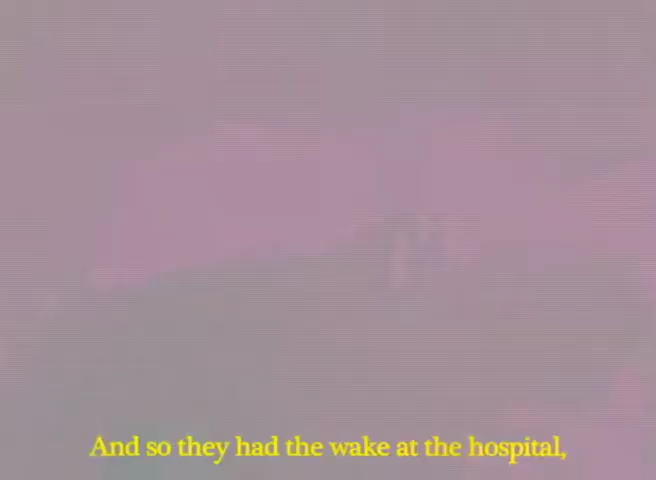 And so they had the wake at the hospital,